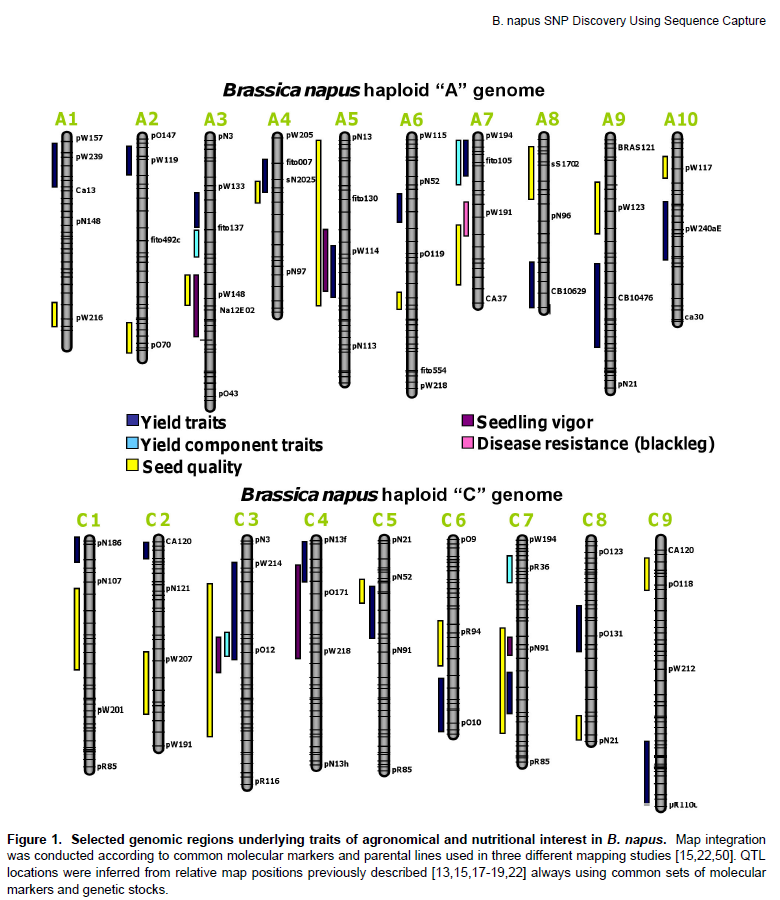 B. napus SNP Discovery Using Sequence Capture
Brassica napus haploid “A” genome
A1 A2 A3 A4 A5 A6 A7 A8 A9 A10
pW157
pW239
Ca13
pN148
pW216
pO147
pW119
fito492c
pO70
pN3
pW133
fito137
pW148
Na12E02
pO43
pW205
fito007
sN2025
pN97
pN13
fito130
pW114
pN113
pW115
pN52
pO119
fito554
pW218
pW194
fito105
pW191
CA37
sS1702
pN96
CB10629
BRAS121
pW123
CB10476
pN21
pW117
pW240aE
ca30
Yield traits
Yield component traits
Seed quality
Seedling vigor
Disease resistance (blackleg)
Brassica napus haploid “C” genome
C1 C2 C3 C4 C5 C6 C7 C8 C9
pN186
pN107
pW201
pR85
CA120
pN121
pW207
pW191
pN3
pW214
pO12
pR116
pN13f
pO171
pW218
pN13h
pN21
pN52
pN91
pR85
pO9
pR94
pO10
pW194
pR36
pN91
pR85
pO123
pO131
pN21
CA120
pO118
pW212
Figure 1. Selected genomic regions underlying traits of agronomical and nutritional interest in B. napus. Map integration
was conducted according to common molecular markers and parental lines used in three different mapping studies [15,22,50]. QTL
locations were inferred from relative map positions previously described [13,15,17-19,22] always using common sets of molecular
markers and genetic stocks.